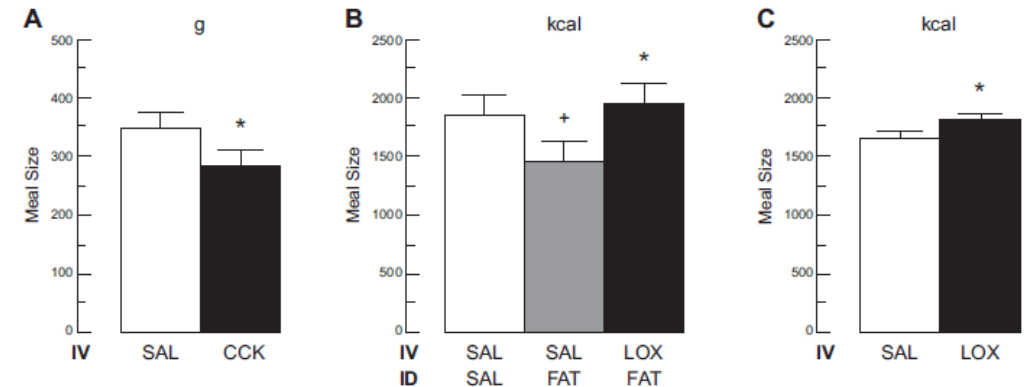 A
g
Meal Size
500
400
300
200
100
0
*
IV SAL CCK
B
kcal
Meal Size
2500
2000
1500
1000
500
0
+
*
IV SAL SAL LOX
ID SAL FAT FAT
C
kcal
Meal Size
2500
2000
1500
1000
500
0
*
IV SAL LOX